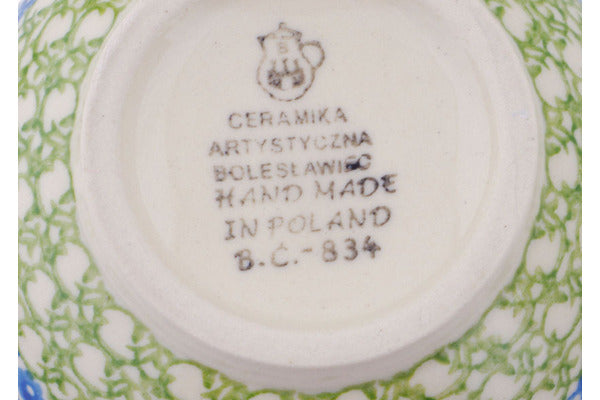 B
CERAMIKA
ARTYSTYCZNA
BOLESŁAWIEC
HAND MADE
IN POLAND
B.C.-834